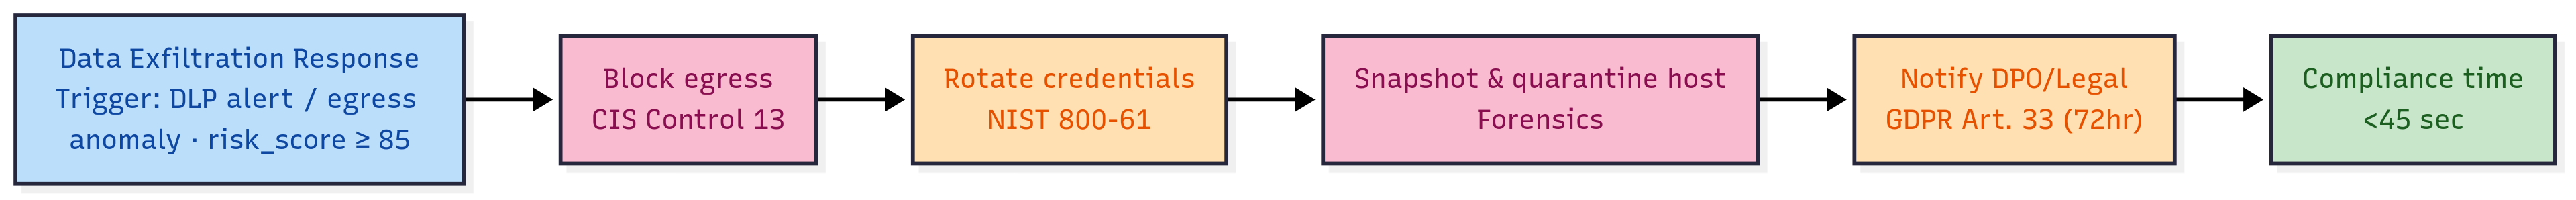 Data Exfiltration Response
Trigger: DLP alert / egress
anomaly · risk_score ≥ 85
Block egress
CIS Control 13
Rotate credentials
NIST 800-61
Snapshot & quarantine host
Forensics
Notify DPO/Legal
GDPR Art. 33 (72hr)
Compliance time
<45 sec